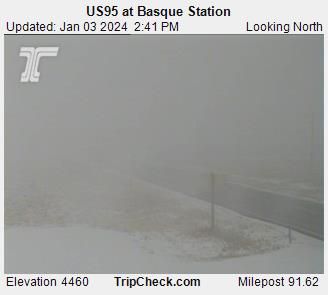 US95 at Basque Station
Updated: Jan 03 2024 2:41 PM Looking North
Elevation 4460 TripCheck.com Milepost 91.62